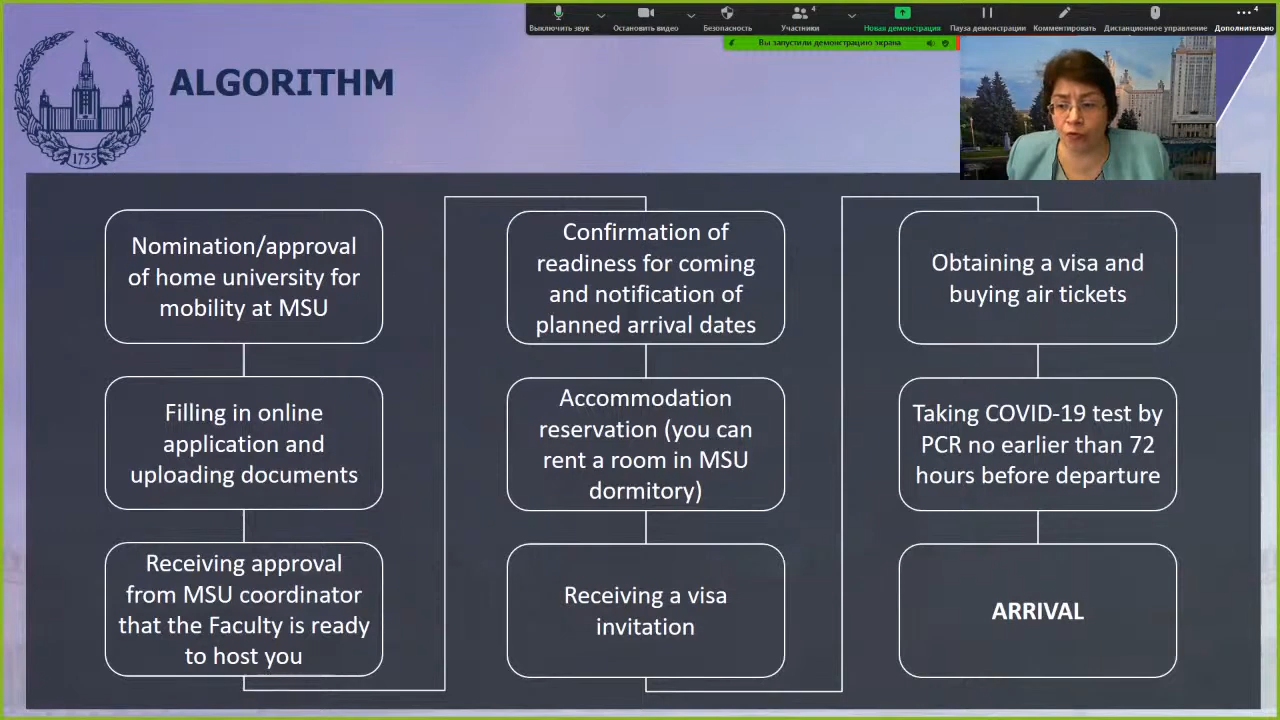 Выключить звук
Остановить видео
Безопасность
4
Участники
Новая демонстрация
Пауза демонстрации
Комментировать
Дистанционное управление
4
Дополнительно
Вы запустили демонстрацию экрана
1755
ALGORITHM
Nomination/approval
of home university for
mobility at MSU
Filling in online
application and
uploading documents
Receiving approval
from MSU coordinator
that the Faculty is ready
to host you
Confirmation of
readiness for coming
and notification of
planned arrival dates
Accommodation
reservation (you can
rent a room in MSU
dormitory)
Receiving a visa
invitation
Obtaining a visa and
buying air tickets
Taking COVID-19 test by
PCR no earlier than 72
hours before departure
ARRIVAL